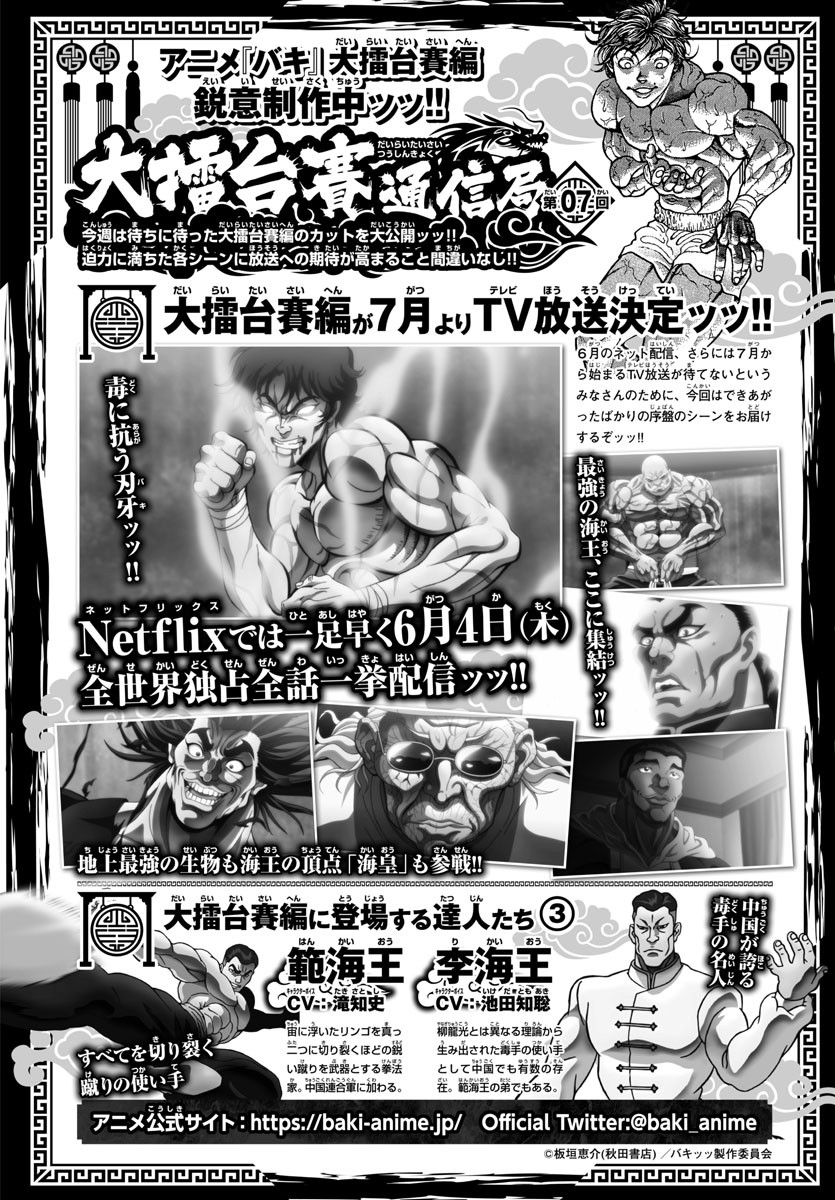 アニメ『バキ』大擂台賽編
鋭意制作中ッッ!!
大擂台賽通信局
第07回
今週は待ちに待った大擂台賽編のカットを大公開ッッ!!
迫力に満ちた各シーンに放送への期待が高まること間違いなし!!
大擂台賽編が7月よりTV放送決定ッッ!!
6月のネット配信、さらには7月か
ら始まるTV放送が待てないという
みなさんのために、今回はできあ
がったばかりの序盤のシーンをお届け
するぞッッ!!
毒に抗う刃牙ッッ!!
最強の海王、ここに集結ッッ!!
Netflixでは一足早く6月4日(木)
全世界独占全話一挙配信ッッ!!
地上最強の生物も海王の頂点「海皇」も参戦!!
大擂台賽編に登場する達人たち③
範海王
CV:滝知史
宙に浮いたリンゴを真っ
二つに切り裂くほどの鋭
い蹴りを武器とする拳法
家。中国連合軍に加わる。
すべてを切り裂く
蹴りの使い手
李海王
CV:池田知聡
柳龍光とは異なる理論から
生み出された毒手の使い手
として中国でも有数の存
在。範海王の弟でもある。
中国が誇る
毒手の名人
アニメ公式サイト：https://baki-anime.jp/ Official Twitter:@baki_anime
©板垣恵介(秋田書店)／バキッッ製作委員会